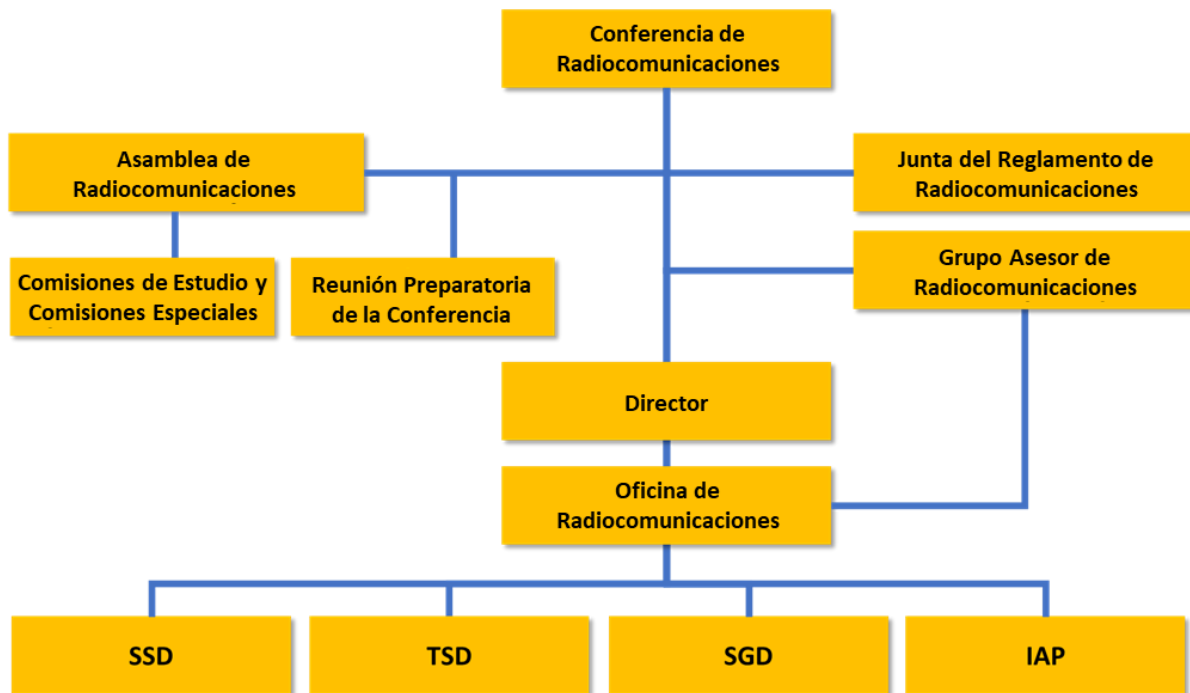 Conferencia de
Radiocomunicaciones
Asamblea de
Radiocomunicaciones
Junta del Reglamento de
Radiocomunicaciones
Comisiones de Estudio y
Comisiones Especiales
Reunión Preparatoria
de la Conferencia
Grupo Asesor de
Radiocomunicaciones
Director
Oficina de
Radiocomunicaciones
SSD
TSD
SGD
IAP